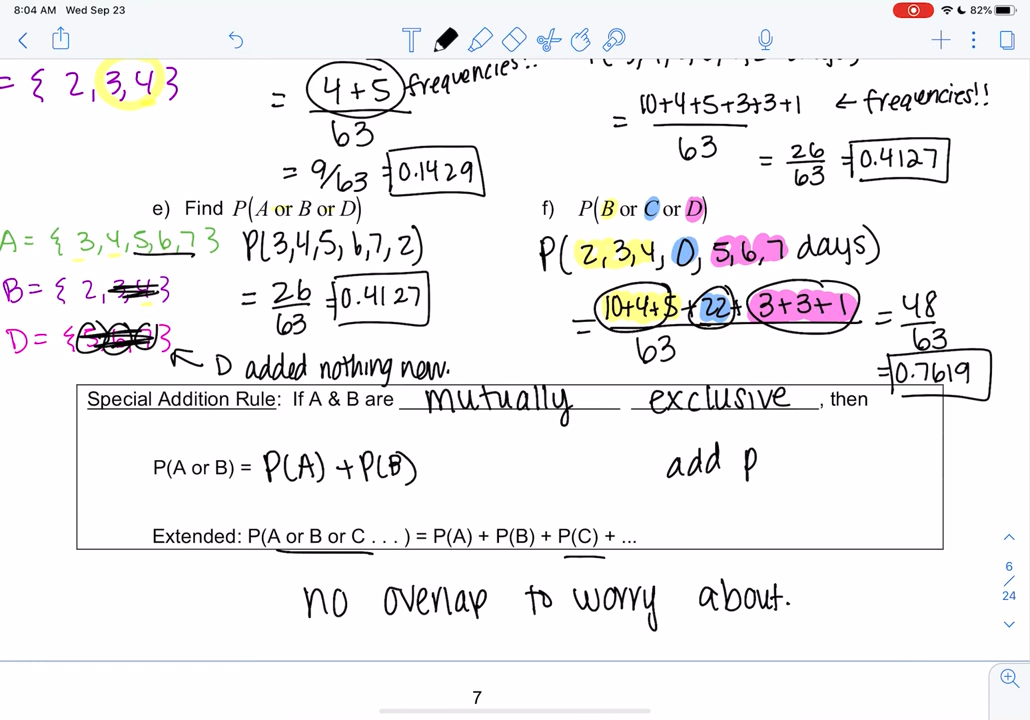 8:04 AM Wed Sep 23
82%
= { 2, 3,4 }
= 4+5 frequencies!!
63
= 9/63 = 0.1429
= 10+4+5+3+3+1 ← frequencies!!
63
= 26 = 0.4127
63
e) Find P(A or B or D)
A = { 3,4,5,6,7 } P(3,4,5,6,7,2)
B = { 2, 3,4 }
= 26 = 0.4127
63
D = {5,6,7}
D added nothing new.
f) P(B or C or D)
P( 2,3,4, 0, 5,6,7 days)
= 10+4+5+22+3+3+1 = 48
63 63
= 0.7619
Special Addition Rule: If A & B are mutually exclusive, then
P(A or B) = P(A) + P(B) add p
Extended: P(A or B or C . . . ) = P(A) + P(B) + P(C) + ...
no overlap to worry about.
6
/
24
7